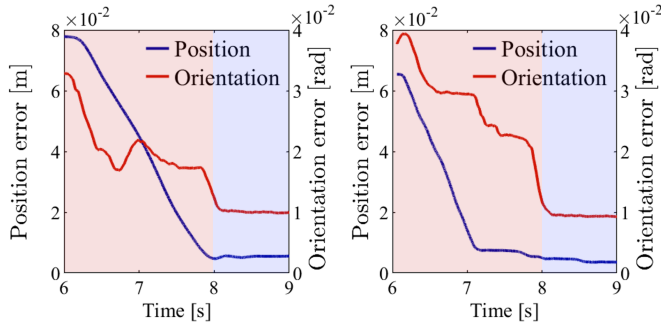 ×10⁻² ×10⁻²
8 4
6 3
4 2
2 1
0 0
6 7 8 9
Position
Orientation
Position error [m]
Orientation error [rad]
Time [s]
×10⁻² ×10⁻²
8 4
6 3
4 2
2 1
0 0
6 7 8 9
Position
Orientation
Position error [m]
Orientation error [rad]
Time [s]